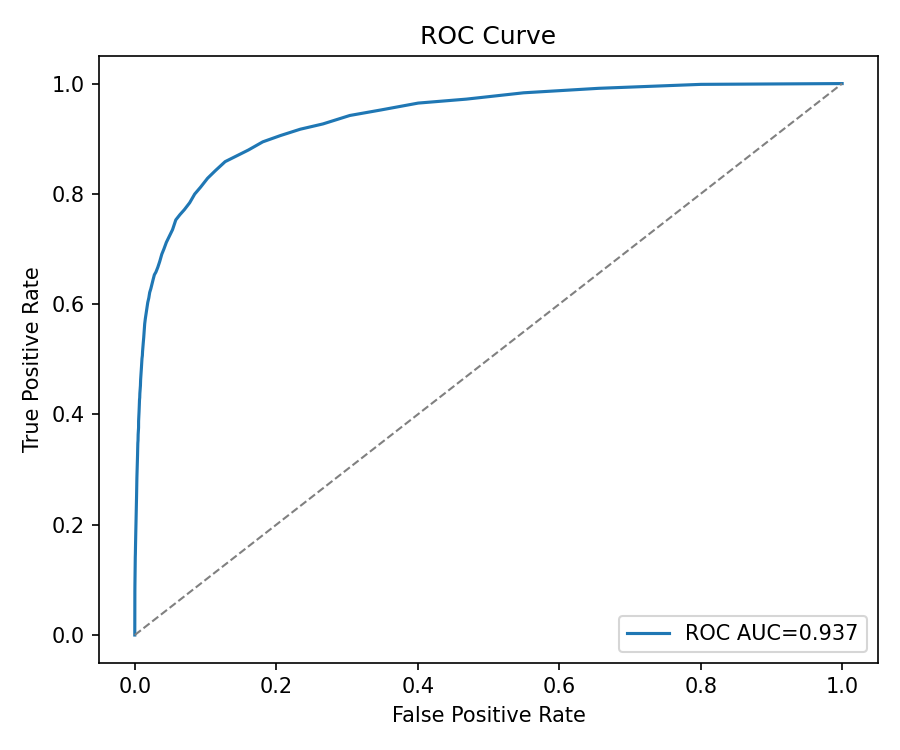 ROC Curve
1.0
0.8
0.6
0.4
0.2
0.0
True Positive Rate
ROC AUC=0.937
0.0 0.2 0.4 0.6 0.8 1.0
False Positive Rate